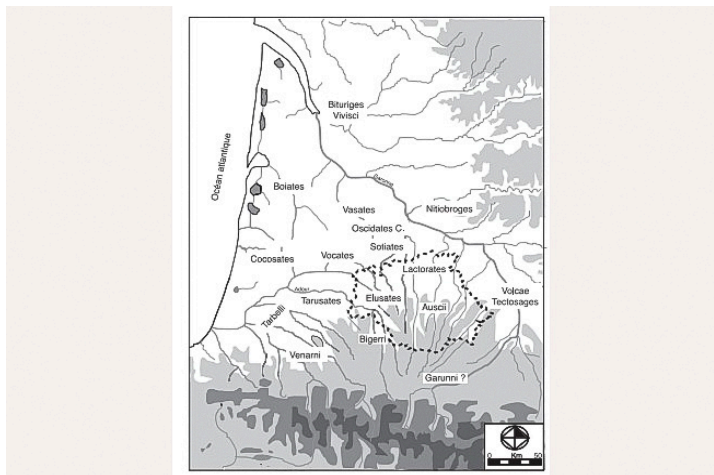 Bituriges
Vivisci
Océan atlantique
Garonne
Boiates
Vasates
Nitiobroges
Oscidates C.
Soliates
Cocosates
Vocates
Lactorates
Adour
Tarusates
Elusates
Auscii
Volcae
Tectosages
Tarbelli
Bigerri
Venarni
Garunni ?
0 Km 50